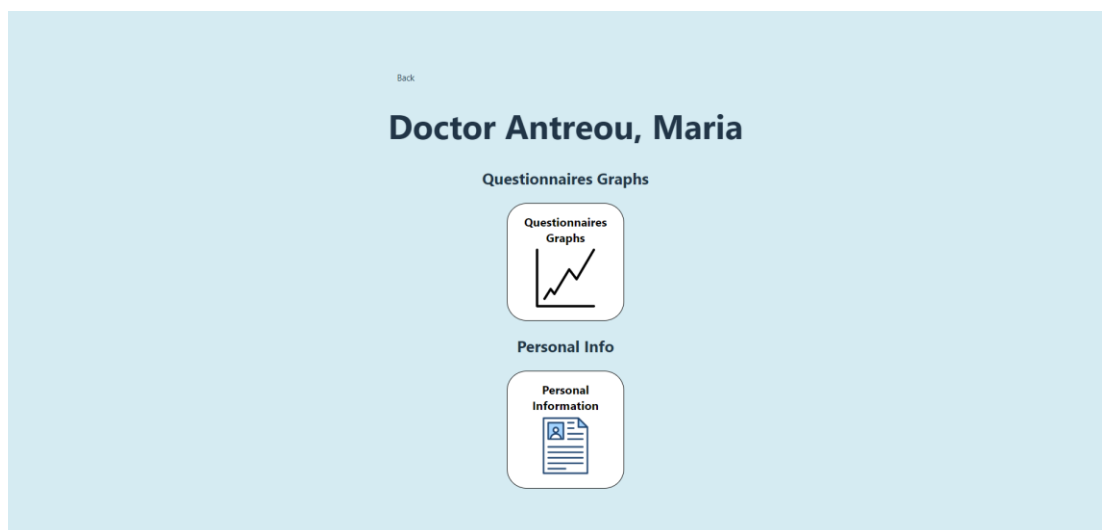 Back
Doctor Antreou, Maria
Questionnaires Graphs
Questionnaires
Graphs
Personal Info
Personal
Information